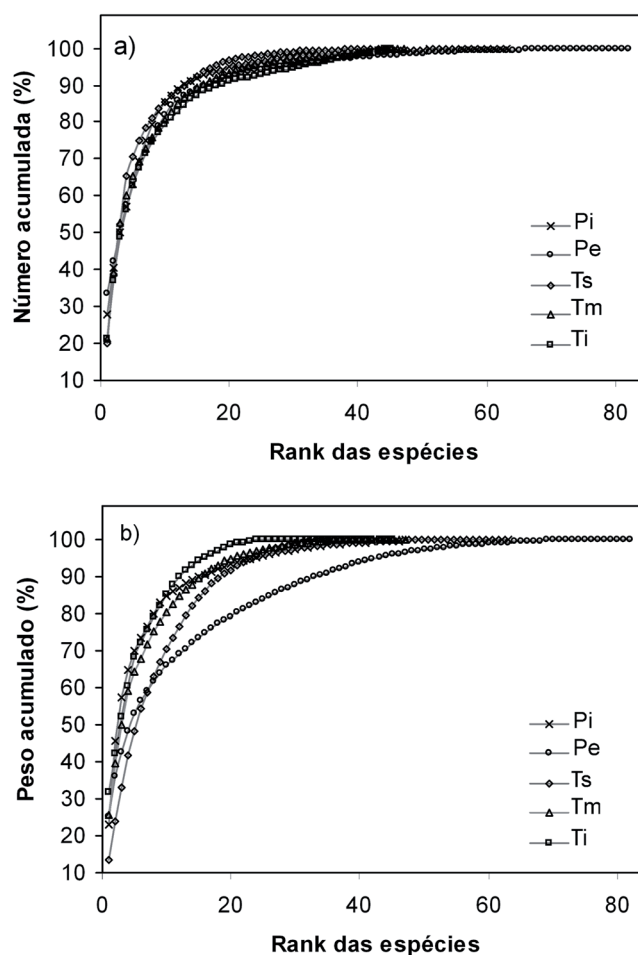 a)
Número acumulada (%)
100
90
80
70
60
50
40
30
20
10
0 20 40 60 80
Rank das espécies
Pi
Pe
Ts
Tm
Ti
b)
Peso acumulado (%)
100
90
80
70
60
50
40
30
20
10
0 20 40 60 80
Rank das espécies
Pi
Pe
Ts
Tm
Ti